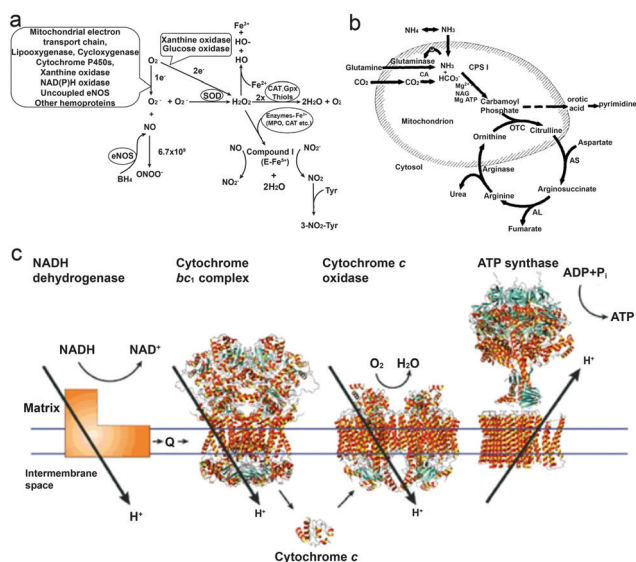 a
Mitochondrial electron
transport chain,
Lipoxygenase, Cycloxygenase
Cytochrome P450s,
Xanthine oxidase
NAD(P)H oxidase
Uncoupled eNOS
Other hemoproteins
O₂
1e⁻
Xanthine oxidase
Glucose oxidase
2e⁻
Fe³⁺
HO-
+
HO
Fe²⁺
O₂⁻ + O₂⁻
SOD
H₂O₂
2x
CAT,Gpx
Thiols
2H₂O + O₂
+
NO
eNOS
6.7x10⁹
BH₄
ONOO⁻
Enzymes- Fe³⁺
(MPO, CAT etc.)
NO
NO₂⁻
Compound I
(E-Fe⁵⁺)
+
2H₂O
NO₂⁻
NO₂
Tyr
3-NO₂-Tyr
b
NH₄
NH₃
Glutaminase
Glutamine
NH₃
+
HCO₃⁻
CO₂
CO₂
CA
CPS I
Mg²⁺
NAG
Mg ATP
Carbamoyl
Phosphate
orotic
acid
pyrimidine
Mitochondrion
OTC
Ornithine
Citrulline
Cytosol
Aspartate
AS
Arginase
Urea
Arginine
Arginosuccinate
AL
Fumarate
c
NADH
dehydrogenase
Cytochrome
bc₁ complex
Cytochrome c
oxidase
ATP synthase
ADP+Pᵢ
ATP
NADH
NAD⁺
O₂
H₂O
H⁺
Matrix
Q
Intermembrane
space
H⁺
H⁺
H⁺
Cytochrome c